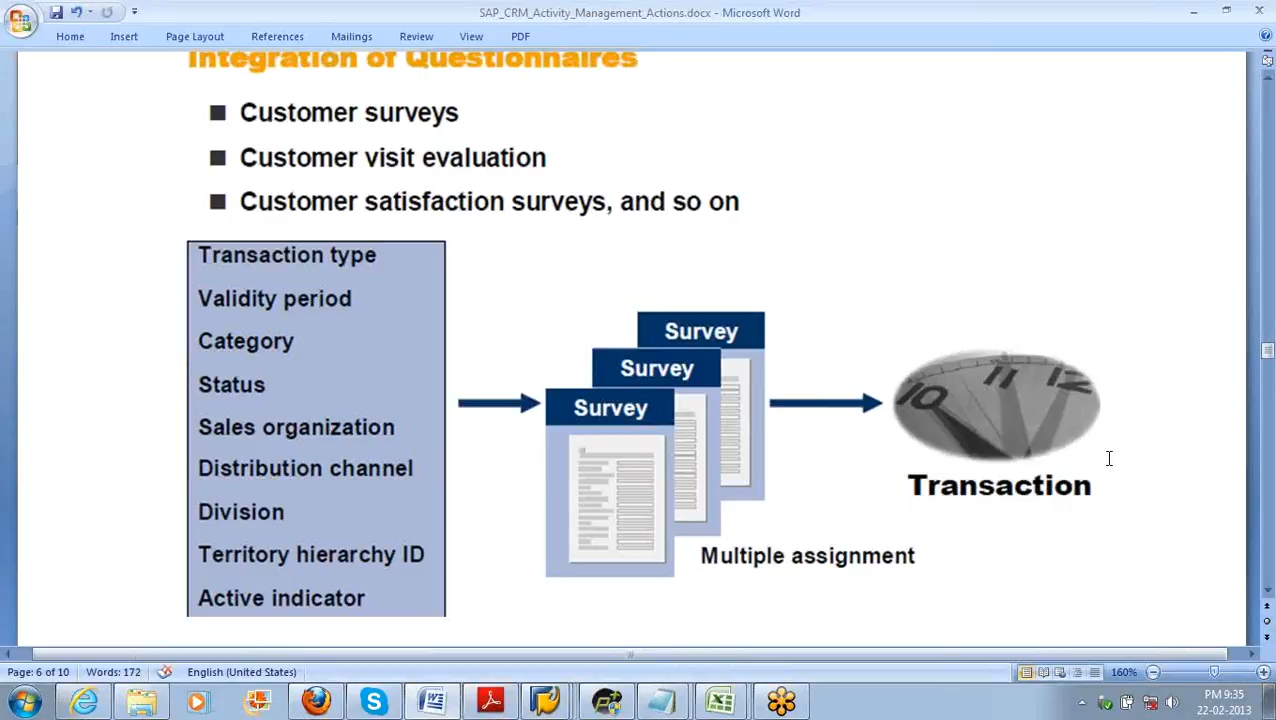 SAP_CRM_Activity_Management_Actions.docx - Microsoft Word
Home Insert Page Layout References Mailings Review View PDF
Integration of Questionnaires
Customer surveys
Customer visit evaluation
Customer satisfaction surveys, and so on
Transaction type
Validity period
Category
Status
Sales organization
Distribution channel
Division
Territory hierarchy ID
Active indicator
Survey
Survey
Survey
Multiple assignment
10 11 12
Transaction
Page: 6 of 10 Words: 172 English (United States) 160%
PM 9:35
22-02-2013